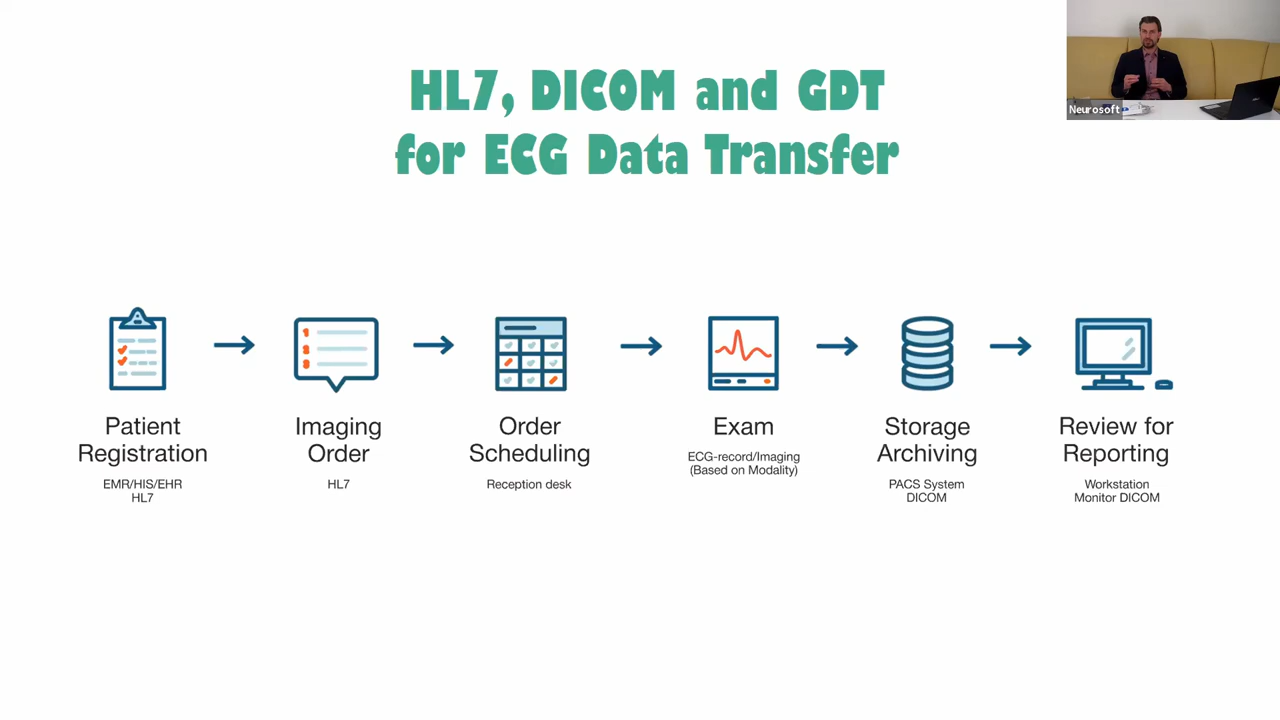 HL7, DICOM and GDT
for ECG Data Transfer
Neurosoft
Patient
Registration
EMR/HIS/EHR
HL7
Imaging
Order
HL7
Order
Scheduling
Reception desk
Exam
ECG-record/Imaging
(Based on Modality)
Storage
Archiving
PACS System
DICOM
Review for
Reporting
Workstation
Monitor DICOM